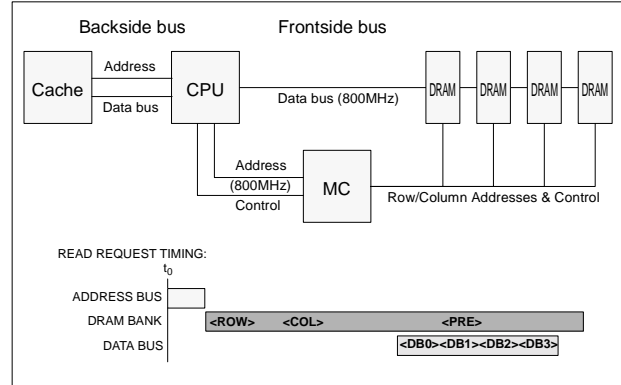 Backside bus Frontside bus
Address
Cache CPU DRAM DRAM DRAM DRAM
Data bus Data bus (800MHz)
Address
(800MHz) MC
Control Row/Column Addresses & Control
READ REQUEST TIMING:
t0
ADDRESS BUS
DRAM BANK <ROW> <COL> <PRE>
DATA BUS <DB0><DB1><DB2><DB3>